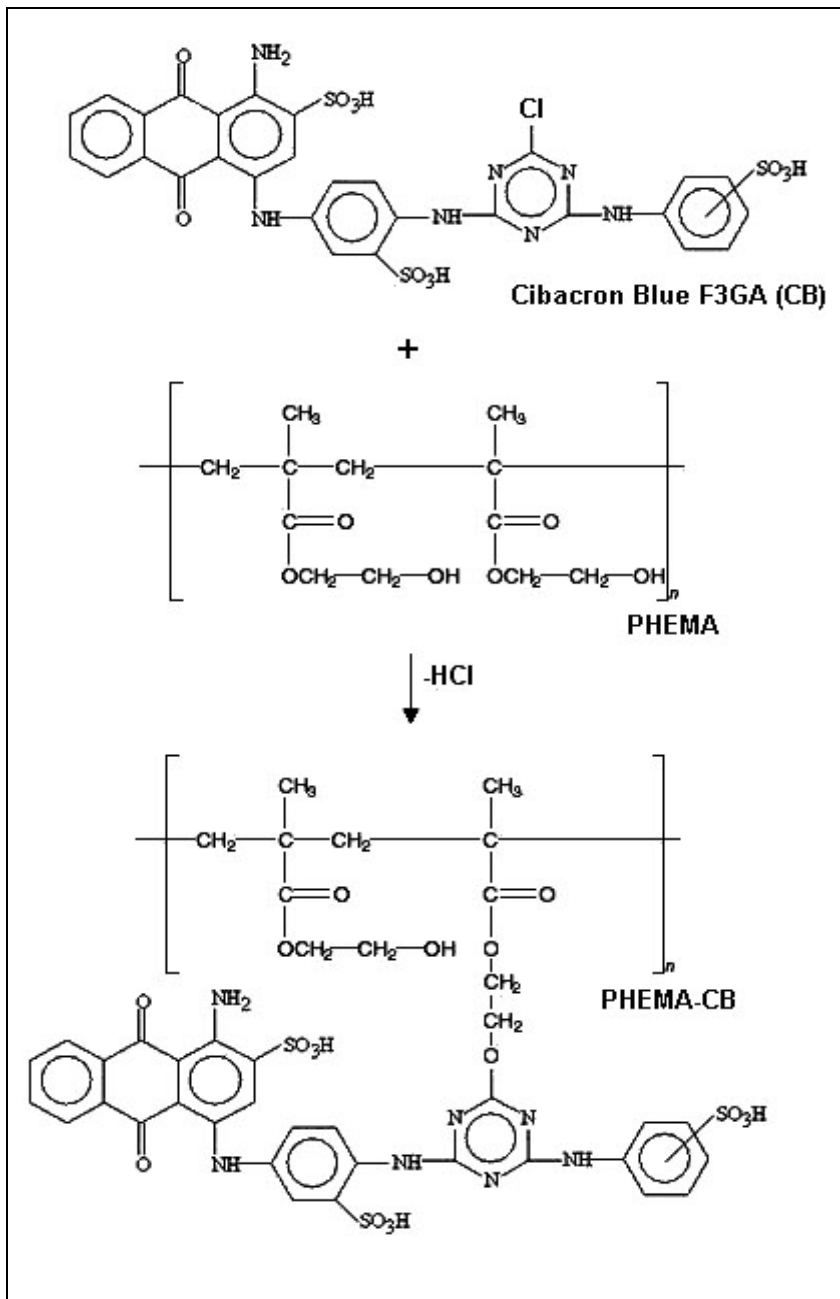 O
NH₂
SO₃H
Cl
N N
SO₃H
O
NH
NH
N
NH
SO₃H
Cibacron Blue F3GA (CB)
+
CH₃ CH₃
CH₂ C CH₂ C
C=O C=O
OCH₂—CH₂—OH OCH₂—CH₂—OH
n
PHEMA
-HCl
CH₃ CH₃
CH₂ C CH₂ C
C=O C=O
OCH₂—CH₂—OH O
n
CH₂
PHEMA-CB
O
NH₂
CH₂
SO₃H
O
N N
SO₃H
O
NH
NH
N
NH
SO₃H